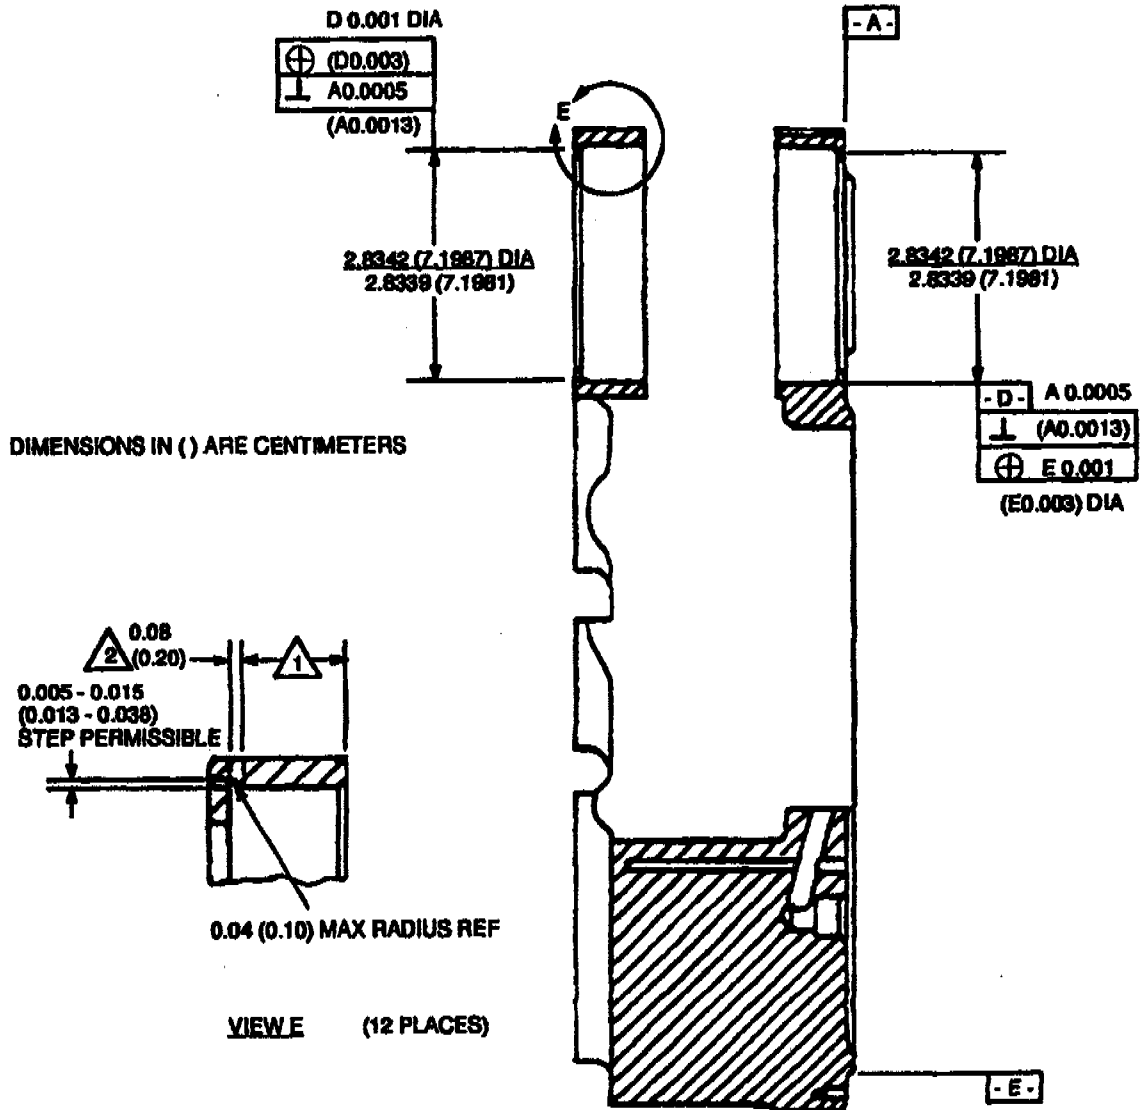 D 0.001 DIA
⌖ (D0.003)
⊥ A0.0005
(A0.0013)
- A -
E
2.8342 (7.1987) DIA
2.8339 (7.1981)
2.8342 (7.1987) DIA
2.8339 (7.1981)
- D - A 0.0005
⊥ (A0.0013)
⌖ E 0.001
(E0.003) DIA
DIMENSIONS IN ( ) ARE CENTIMETERS
0.08
2 (0.20)
1
0.005 - 0.015
(0.013 - 0.038)
STEP PERMISSIBLE
0.04 (0.10) MAX RADIUS REF
VIEW E (12 PLACES)
- E -